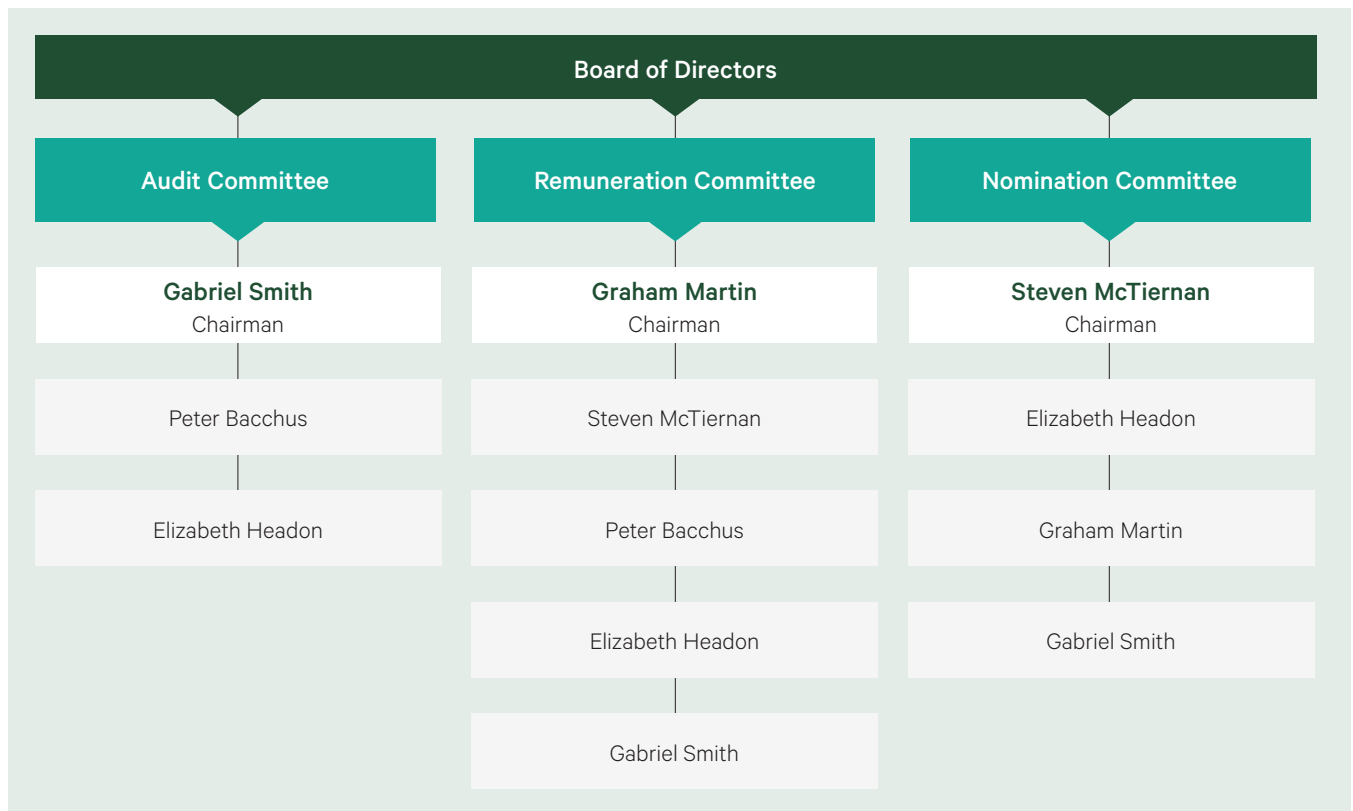 Board of Directors
Audit Committee
Gabriel Smith
Chairman
Peter Bacchus
Elizabeth Headon
Remuneration Committee
Graham Martin
Chairman
Steven McTiernan
Peter Bacchus
Elizabeth Headon
Gabriel Smith
Nomination Committee
Steven McTiernan
Chairman
Elizabeth Headon
Graham Martin
Gabriel Smith